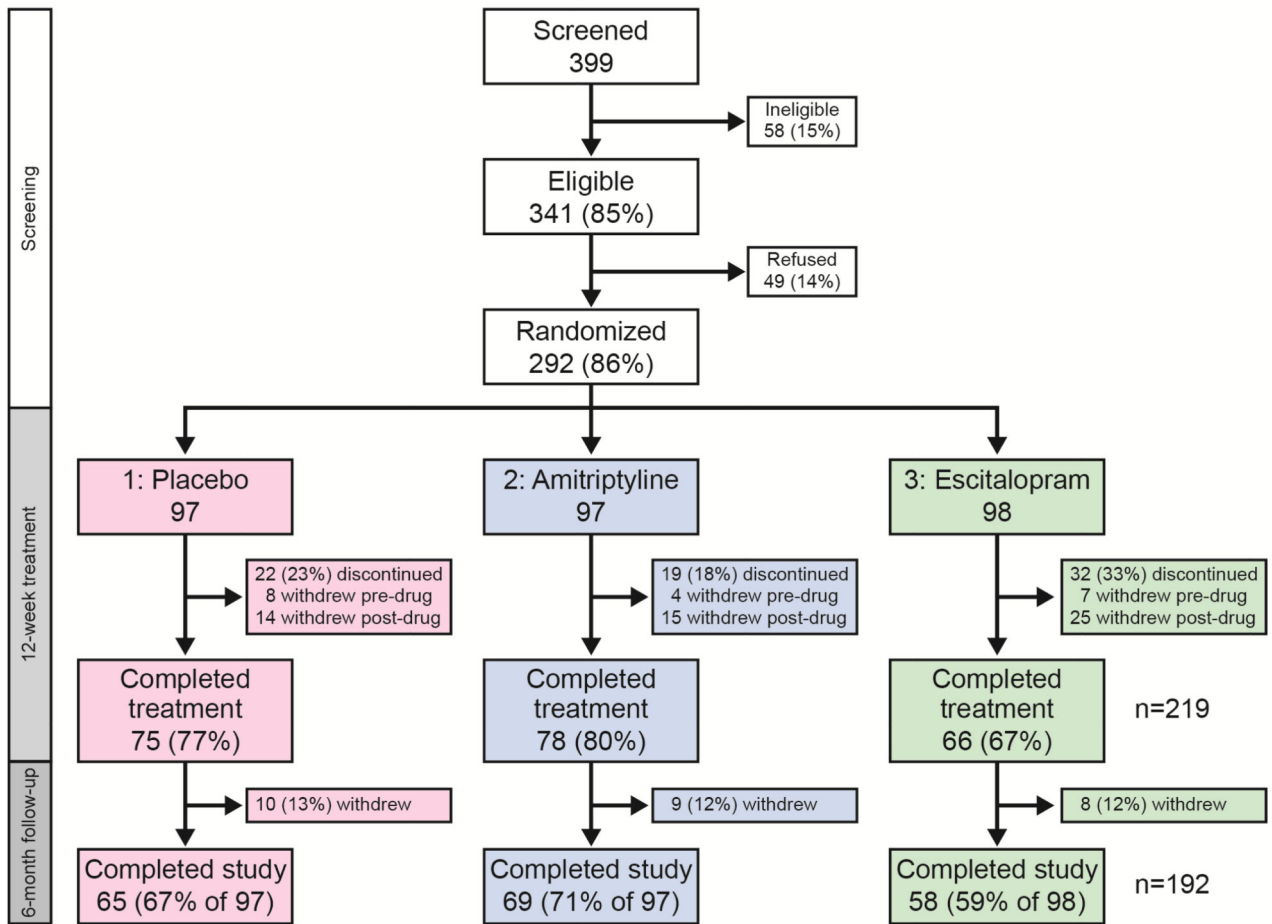 Screening
Screened
399
Ineligible
58 (15%)
Eligible
341 (85%)
Refused
49 (14%)
Randomized
292 (86%)
12-week treatment
1: Placebo
97
2: Amitriptyline
97
3: Escitalopram
98
22 (23%) discontinued
8 withdrew pre-drug
14 withdrew post-drug
19 (18%) discontinued
4 withdrew pre-drug
15 withdrew post-drug
32 (33%) discontinued
7 withdrew pre-drug
25 withdrew post-drug
Completed
treatment
75 (77%)
Completed
treatment
78 (80%)
Completed
treatment
66 (67%)
n=219
6-month follow-up
10 (13%) withdrew
9 (12%) withdrew
8 (12%) withdrew
Completed study
65 (67% of 97)
Completed study
69 (71% of 97)
Completed study
58 (59% of 98)
n=192